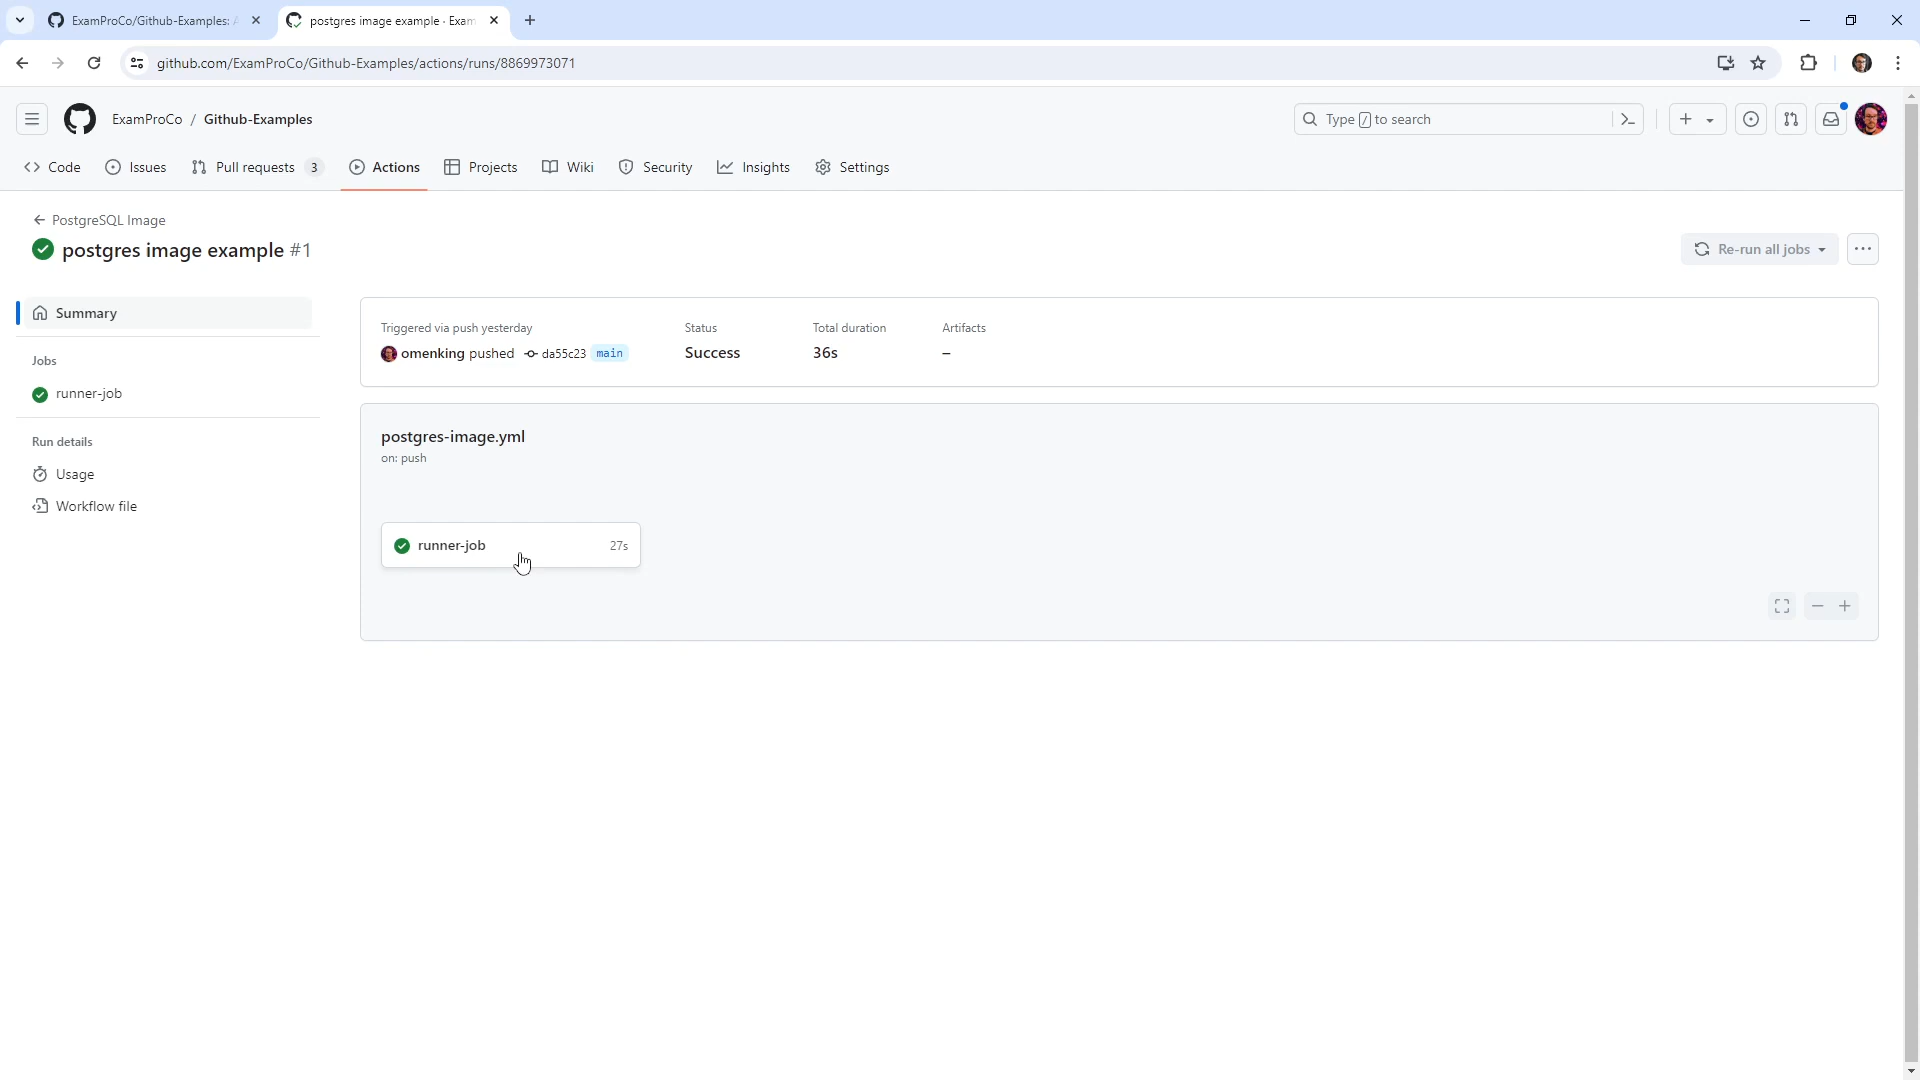 ExamProCo/Github-Examples: A
postgres image example · Exam
github.com/ExamProCo/Github-Examples/actions/runs/8869973071
ExamProCo / Github-Examples
Type / to search
Code
Issues
Pull requests 3
Actions
Projects
Wiki
Security
Insights
Settings
PostgreSQL Image
postgres image example #1
Re-run all jobs
Summary
Jobs
runner-job
Run details
Usage
Workflow file
Triggered via push yesterday
omenking pushed da55c23 main
Status
Success
Total duration
36s
Artifacts
–
postgres-image.yml
on: push
runner-job 27s